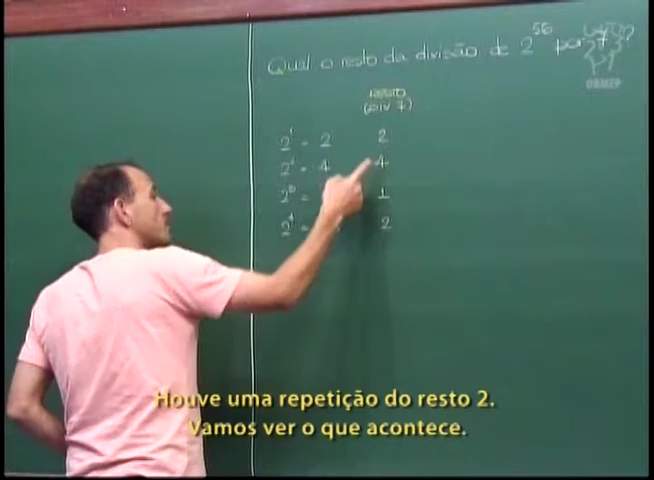 Qual o resto da divisão de 2^56 por 7?
OBMEP
RESTO
(DIV 7)
2^1 = 2 2
2^2 = 4 4
2^3 = 1
2^4 = 2
Houve uma repetição do resto 2.
Vamos ver o que acontece.